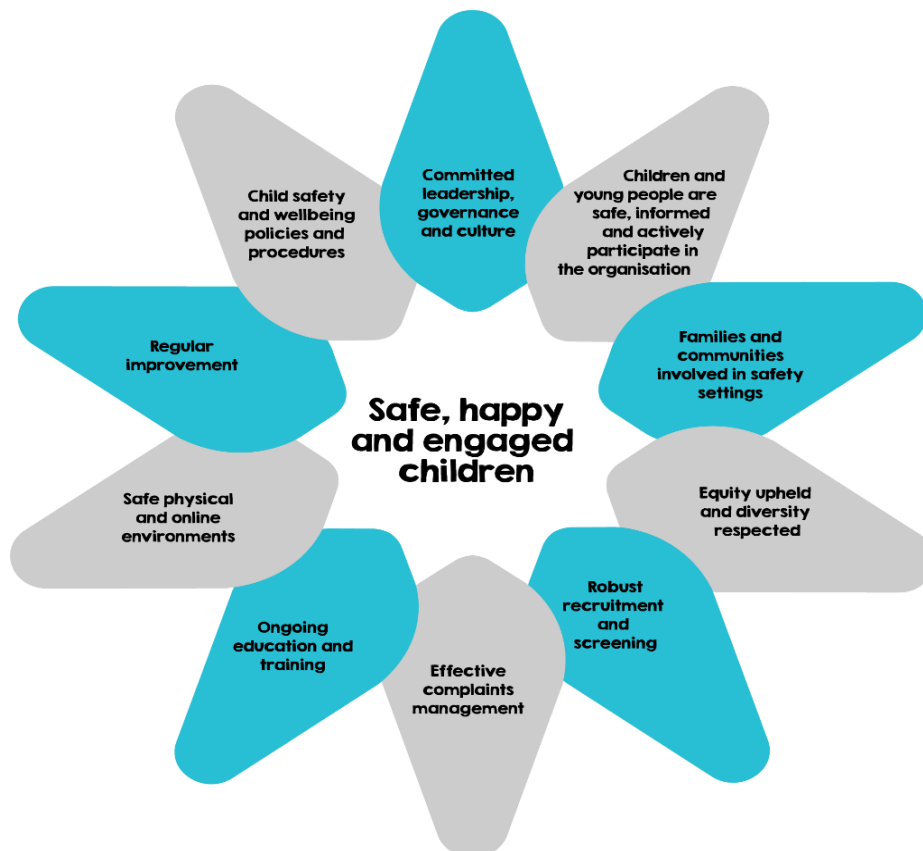 Committed
leadership,
governance
and culture
Children and
young people are
safe, informed
and actively
participate in
the organisation
Families and
communities
involved in safety
settings
Equity upheld
and diversity
respected
Robust
recruitment
and
screening
Effective
complaints
management
Ongoing
education and
training
Safe physical
and online
environments
Regular
improvement
Child safety
and wellbeing
policies and
procedures
Safe, happy
and engaged
children